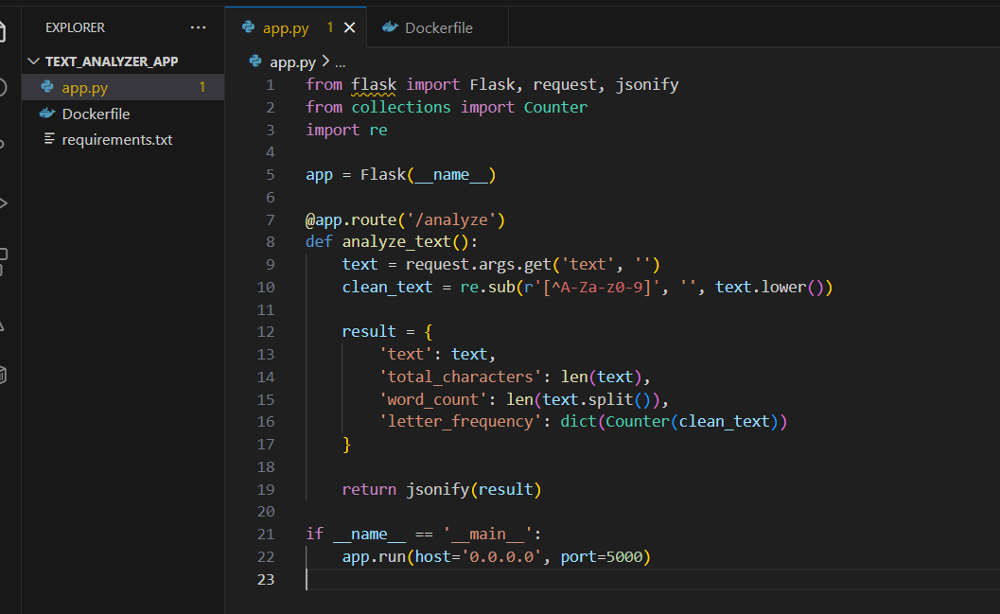 EXPLORER ...
TEXT_ANALYZER_APP
app.py 1
Dockerfile
requirements.txt
app.py 1 Dockerfile
app.py > ...
1 from flask import Flask, request, jsonify
2 from collections import Counter
3 import re
4
5 app = Flask(__name__)
6
7 @app.route('/analyze')
8 def analyze_text():
9     text = request.args.get('text', '')
10     clean_text = re.sub(r'[^A-Za-z0-9]', '', text.lower())
11
12     result = {
13         'text': text,
14         'total_characters': len(text),
15         'word_count': len(text.split()),
16         'letter_frequency': dict(Counter(clean_text))
17     }
18
19     return jsonify(result)
20
21 if __name__ == '__main__':
22     app.run(host='0.0.0.0', port=5000)
23